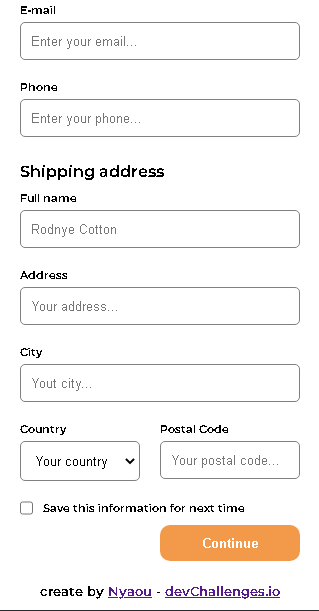 E-mail
Enter your email...
Phone
Enter your phone...
Shipping address
Full name
Rodnye Cotton
Address
Your address...
City
Yout city...
Country Postal Code
Your country Your postal code...
Save this information for next time
Continue
create by Nyaou - devChallenges.io